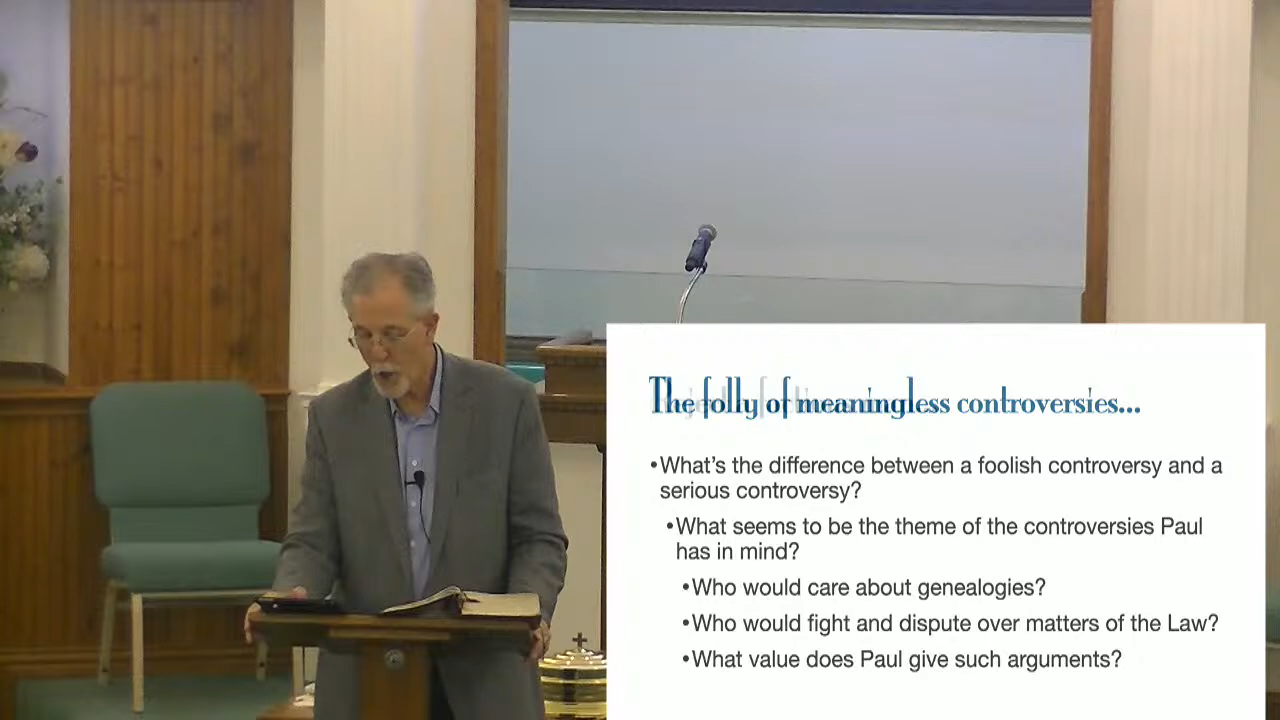 The folly of meaningless controversies...
•What's the difference between a foolish controversy and a
serious controversy?
•What seems to be the theme of the controversies Paul
has in mind?
•Who would care about genealogies?
•Who would fight and dispute over matters of the Law?
•What value does Paul give such arguments?